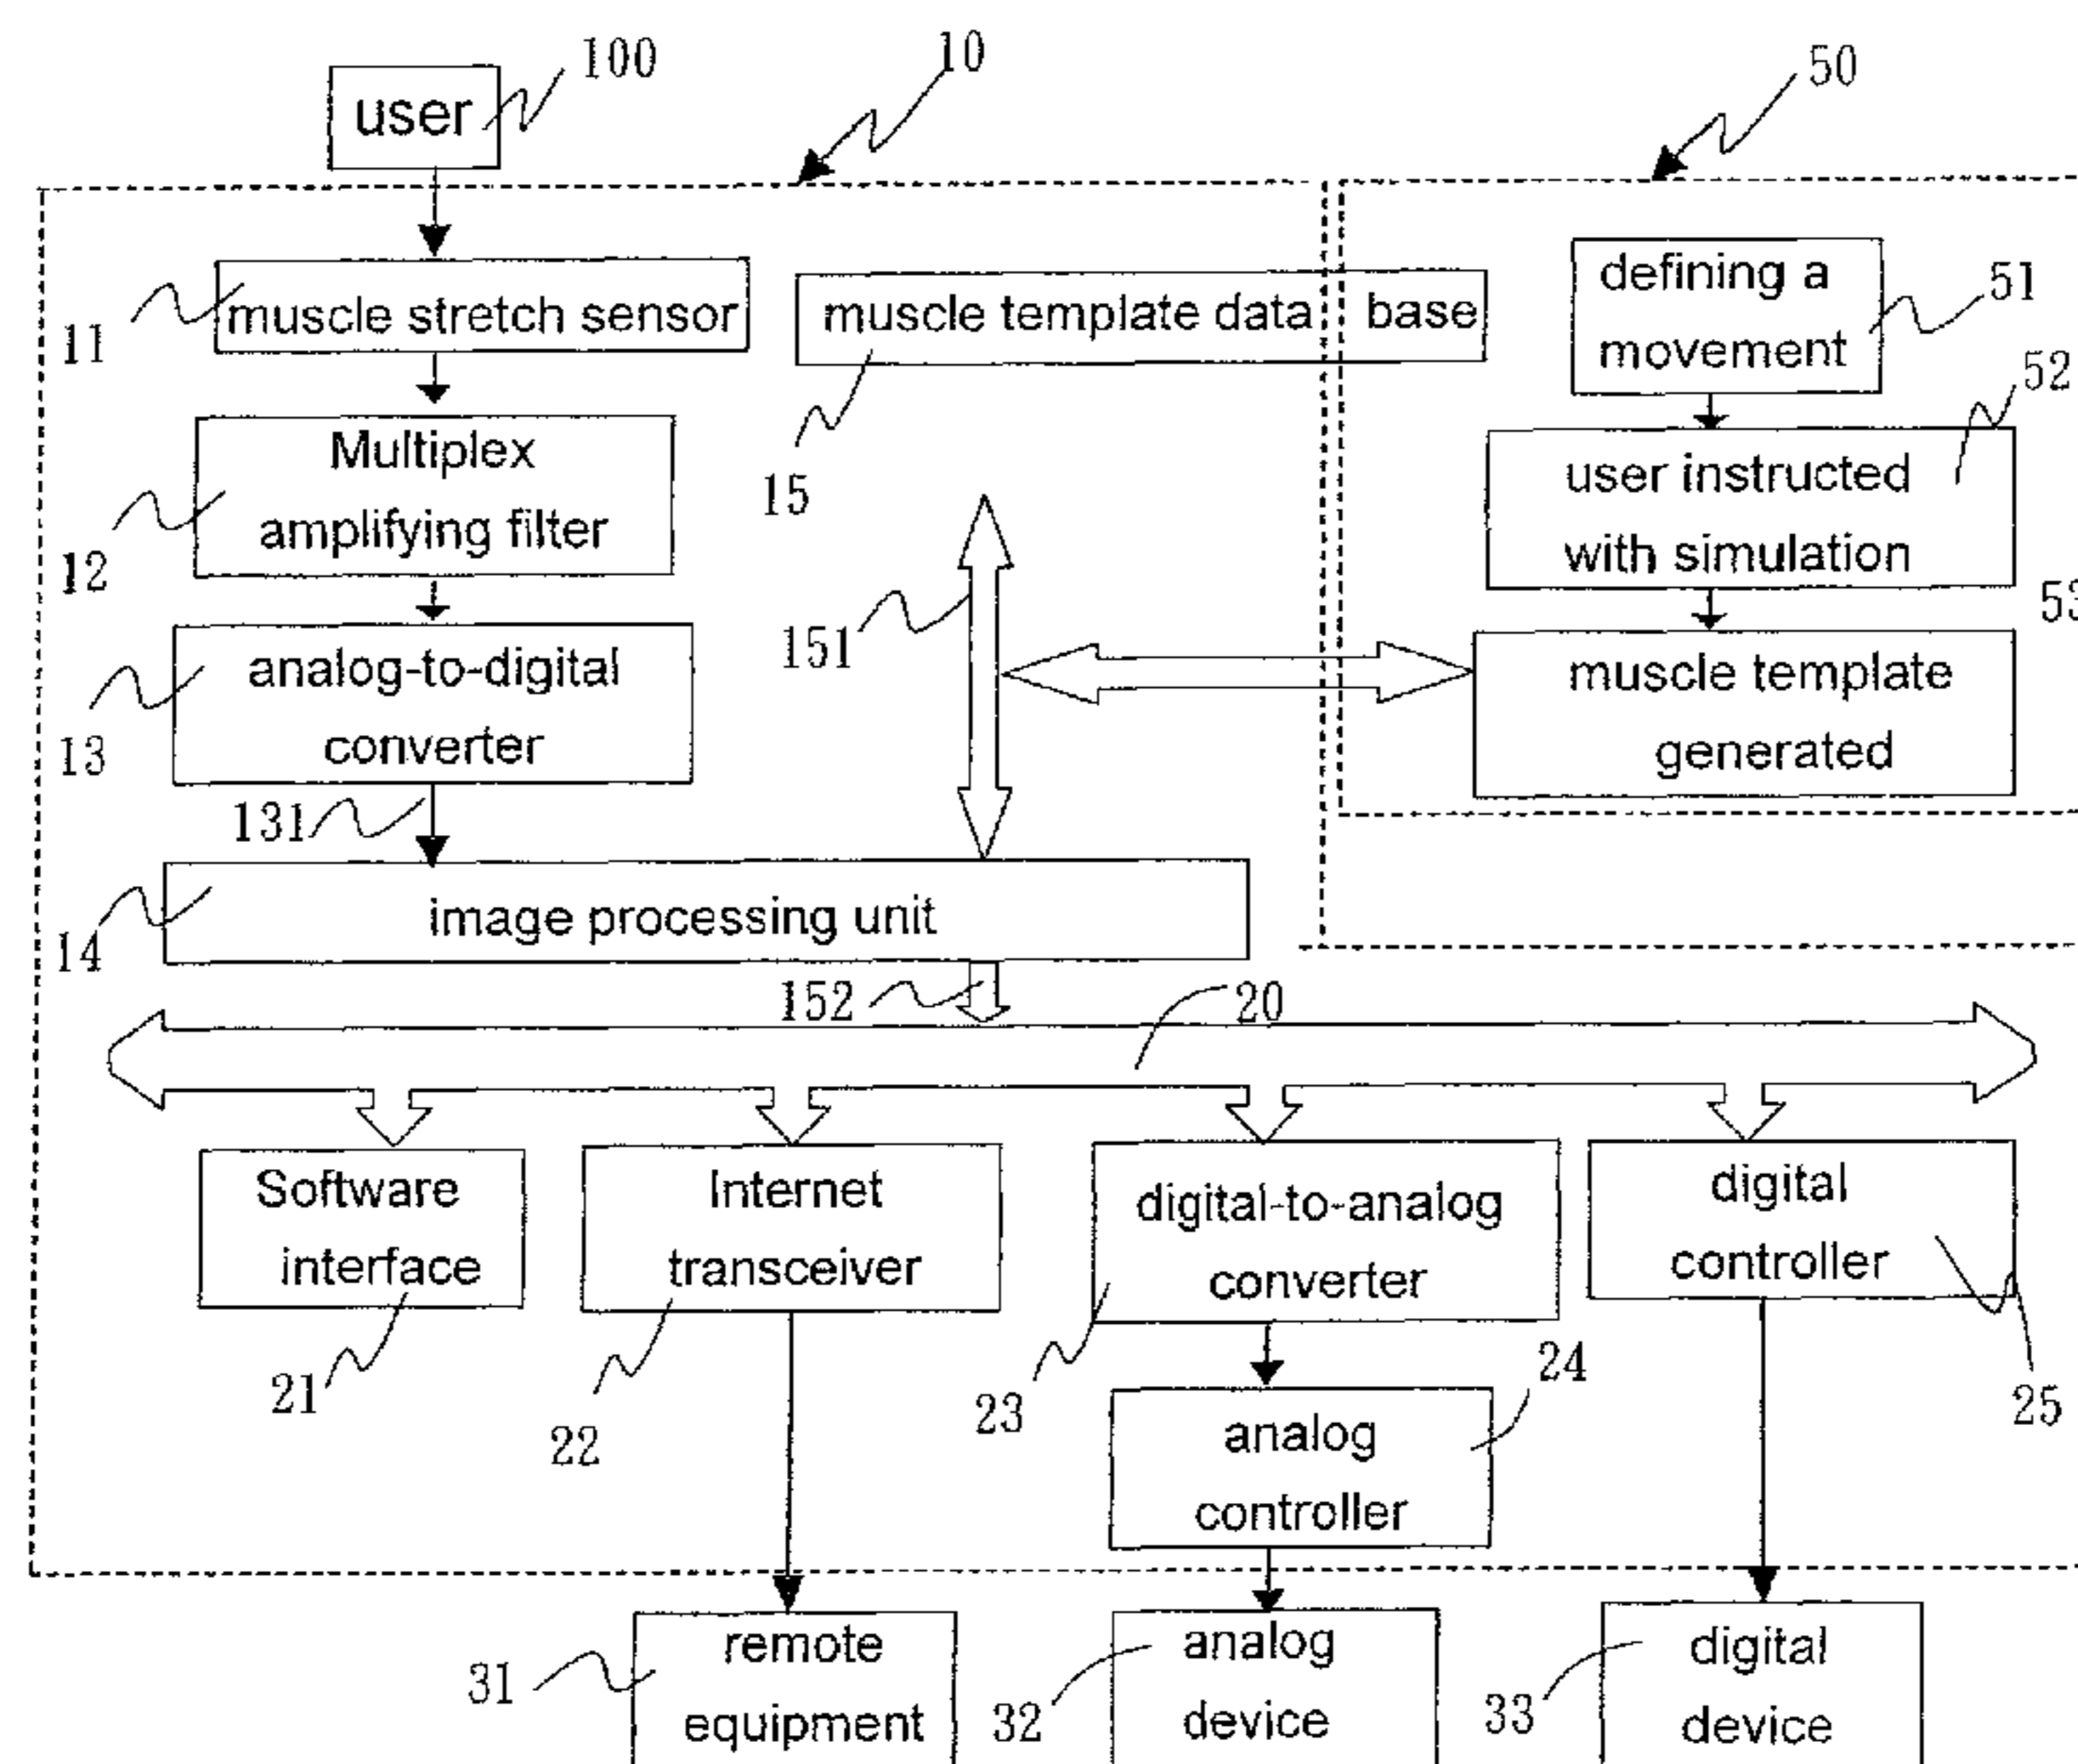 100
10
50
user
muscle stretch sensor
11
muscle template data base
15
defining a
movement
51
52
Multiplex
amplifying filter
12
user instructed
with simulation
53
analog-to-digital
converter
13
151
muscle template
generated
131
image processing unit
14
152
20
Software
interface
21
Internet
transceiver
22
digital-to-analog
converter
23
digital
controller
25
24
analog
controller
remote
equipment
31
analog
device
32
digital
device
33